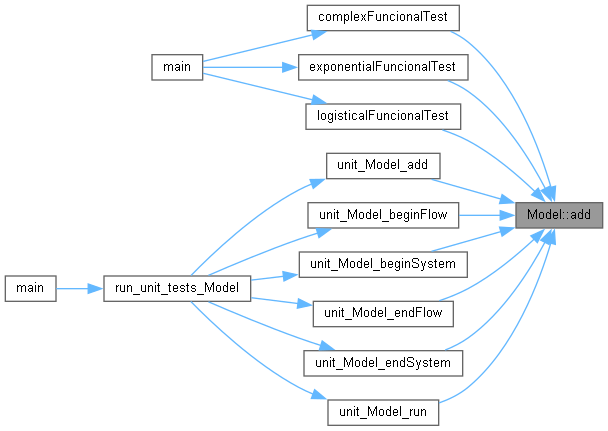 complexFuncionalTest
main
exponentialFuncionalTest
logisticalFuncionalTest
unit_Model_add
unit_Model_beginFlow
Model::add
unit_Model_beginSystem
main
run_unit_tests_Model
unit_Model_endFlow
unit_Model_endSystem
unit_Model_run